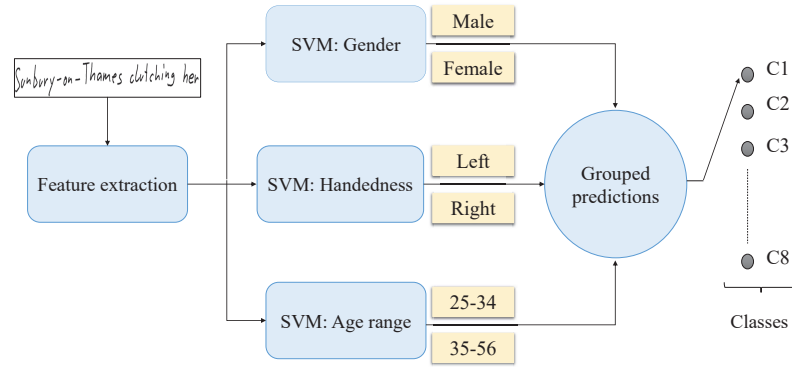 Sunbury-on-Thames clutching her
Feature extraction
SVM: Gender
Male
Female
SVM: Handedness
Left
Right
SVM: Age range
25-34
35-56
Grouped
predictions
C1
C2
C3
C8
Classes